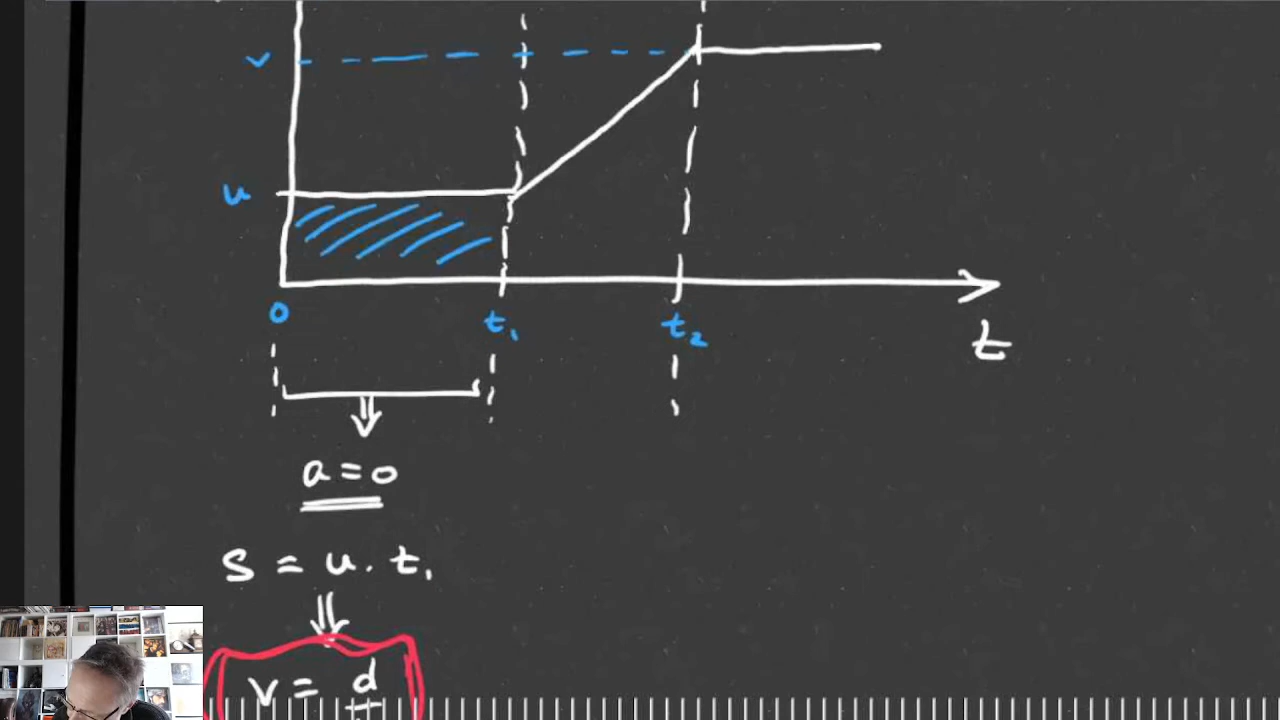 v
u
0 t₁ t₂
t
a = 0
s = u . t₁
v = d